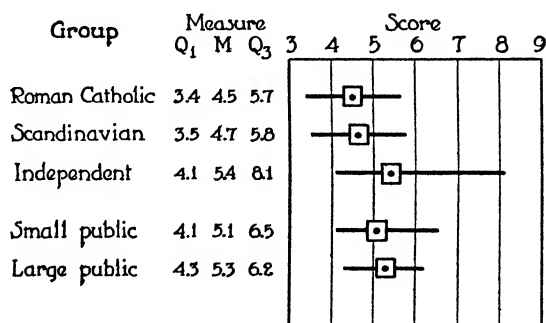 Group Measure Score
Q1 M Q3 3 4 5 6 7 8 9
Roman Catholic 3.4 4.5 5.7
Scandinavian 3.5 4.7 5.8
Independent 4.1 5.4 8.1
Small public 4.1 5.1 6.5
Large public 4.3 5.3 6.2